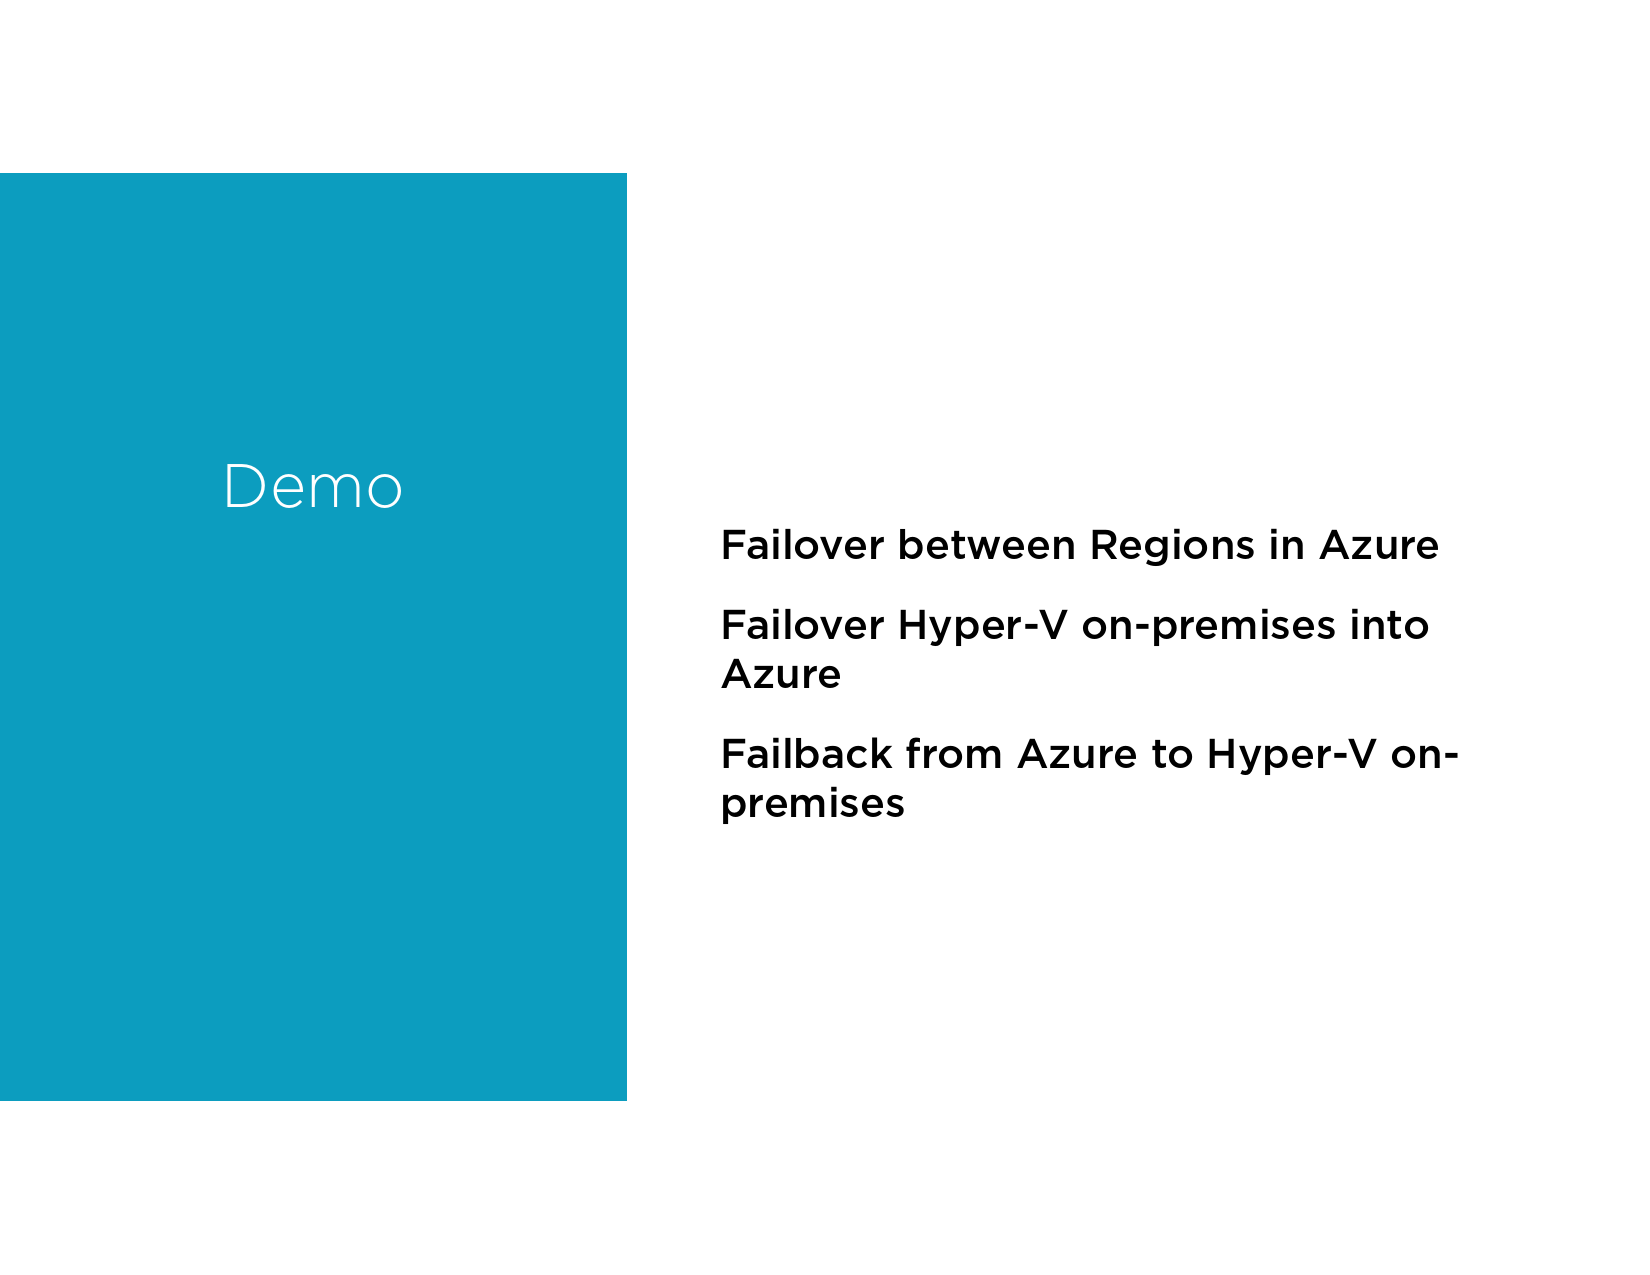 Demo
Failover between Regions in Azure
Failover Hyper-V on-premises into
Azure
Failback from Azure to Hyper-V on-
premises